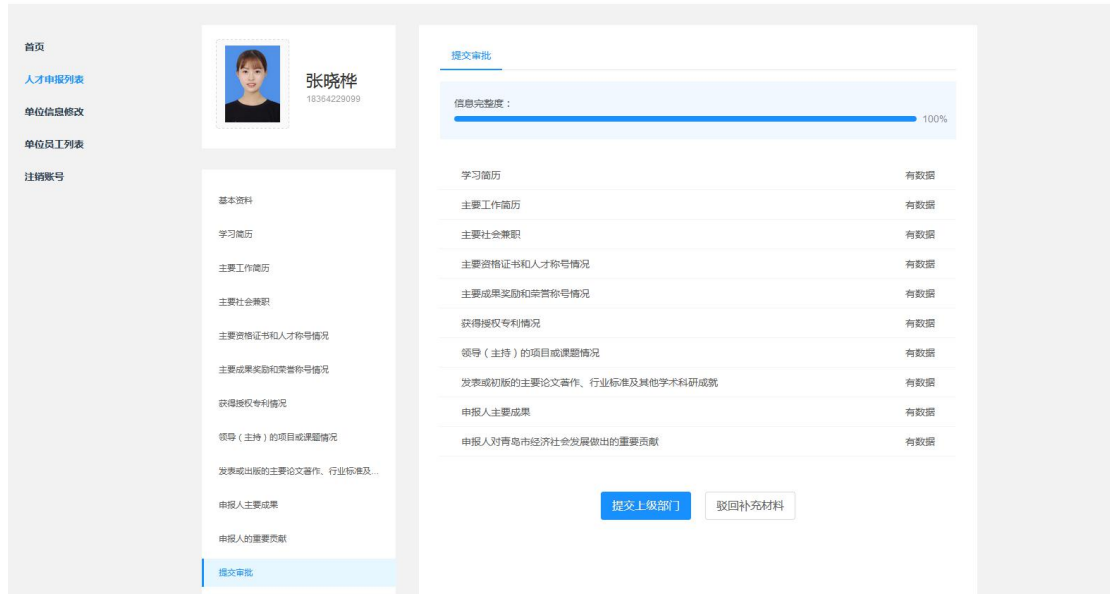 首页
人才申报列表
单位信息修改
单位员工列表
注销账号
张晓桦
18364229099
基本资料
学习简历
主要工作简历
主要社会兼职
主要资格证书和人才称号情况
主要成果奖励和荣誉称号情况
获得授权专利情况
领导（主持）的项目或课题情况
发表或出版的主要论文著作、行业标准及...
申报人主要成果
申报人的重要贡献
提交审批
提交审批
信息完整度：
100%
学习简历 有数据
主要工作简历 有数据
主要社会兼职 有数据
主要资格证书和人才称号情况 有数据
主要成果奖励和荣誉称号情况 有数据
获得授权专利情况 有数据
领导（主持）的项目或课题情况 有数据
发表或初版的主要论文著作、行业标准及其他学术科研成就 有数据
申报人主要成果 有数据
申报人对青岛市经济社会发展做出的重要贡献 有数据
提交上级部门 驳回补充材料